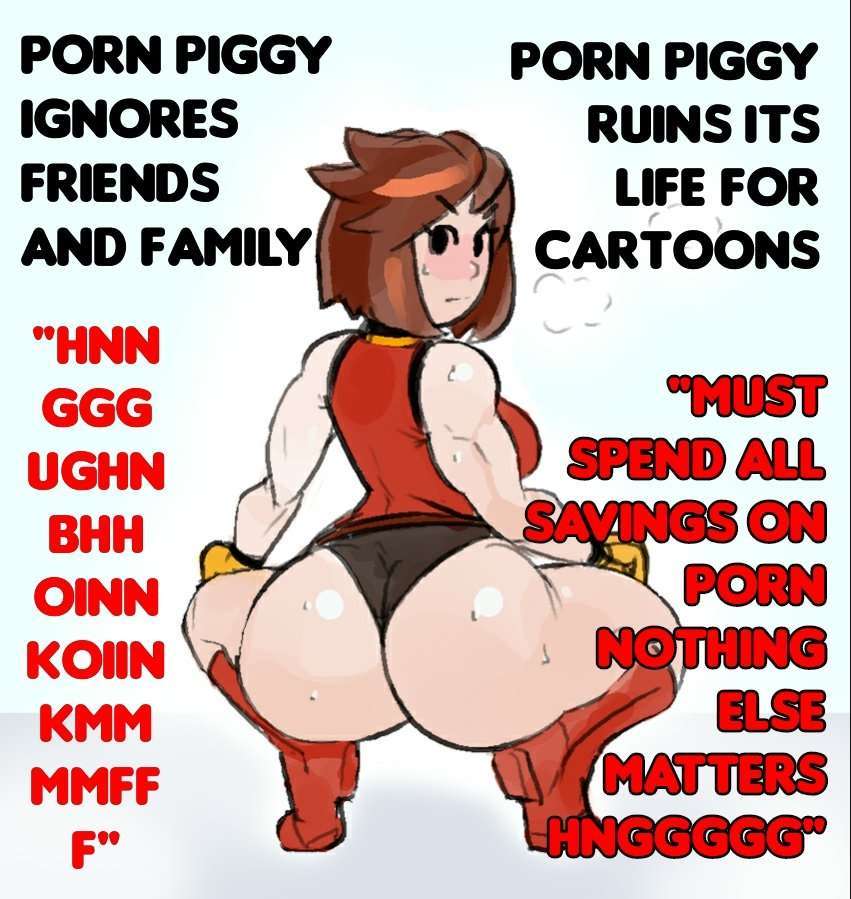 PORN PIGGY
IGNORES
FRIENDS
AND FAMILY
PORN PIGGY
RUINS ITS
LIFE FOR
CARTOONS
"HNN
GGG
UGHN
BHH
OINN
KOIIN
KMM
MMFF
F"
"MUST
SPEND ALL
SAVINGS ON
PORN
NOTHING
ELSE
MATTERS
HNGGGGG"